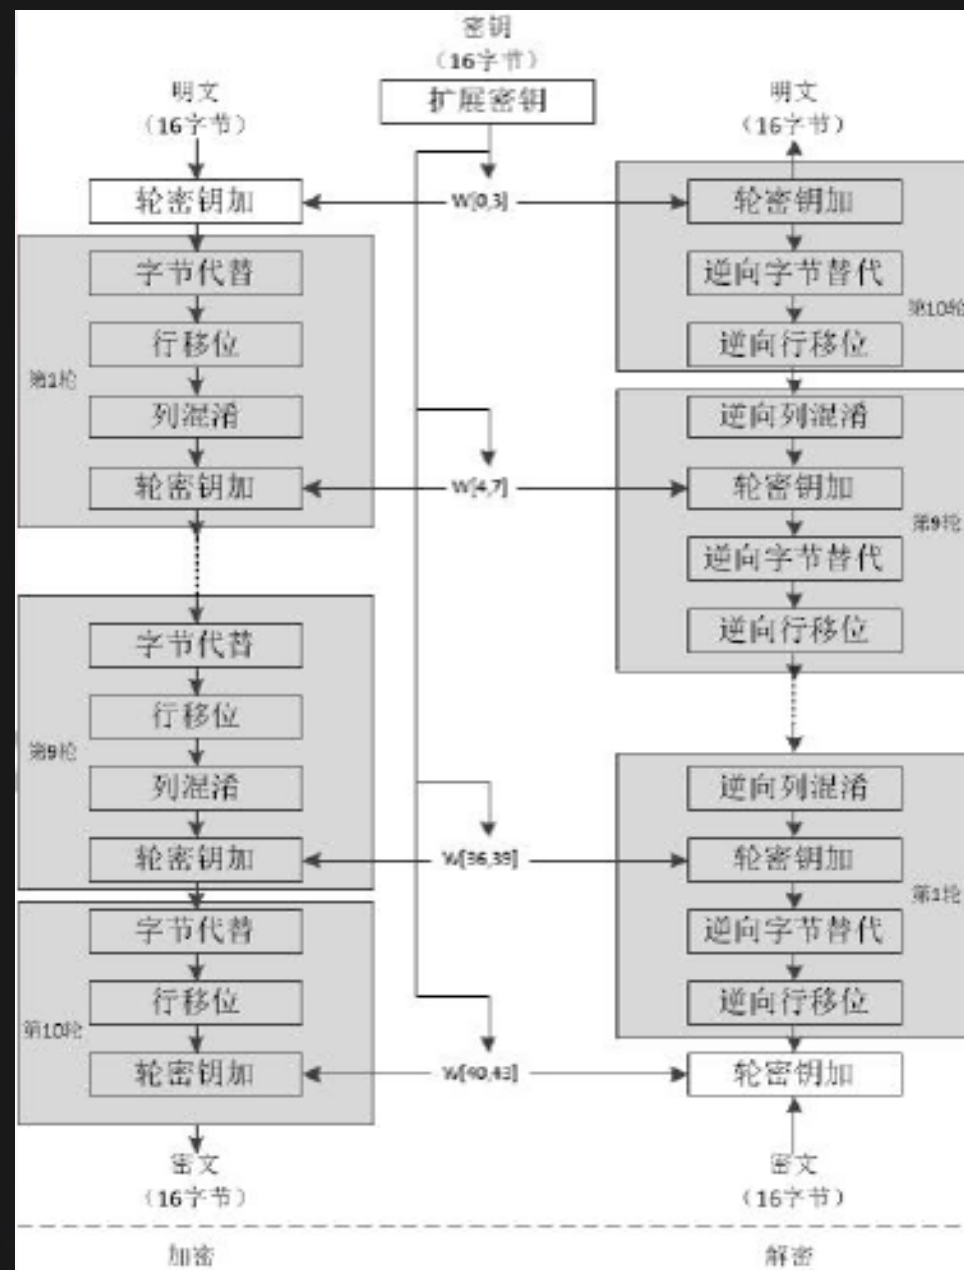 密钥
（16字节）
扩展密钥
明文
（16字节）
轮密钥加
字节代替
行移位
列混淆
轮密钥加
第1轮
字节代替
行移位
列混淆
轮密钥加
第9轮
字节代替
行移位
轮密钥加
第10轮
密文
（16字节）
加密
W[0,3]
W[4,7]
W[36,39]
W[40,43]
明文
（16字节）
轮密钥加
逆向字节替代
逆向行移位
第10轮
逆向列混淆
轮密钥加
逆向字节替代
逆向行移位
第9轮
逆向列混淆
轮密钥加
逆向字节替代
逆向行移位
第1轮
轮密钥加
密文
（16字节）
解密